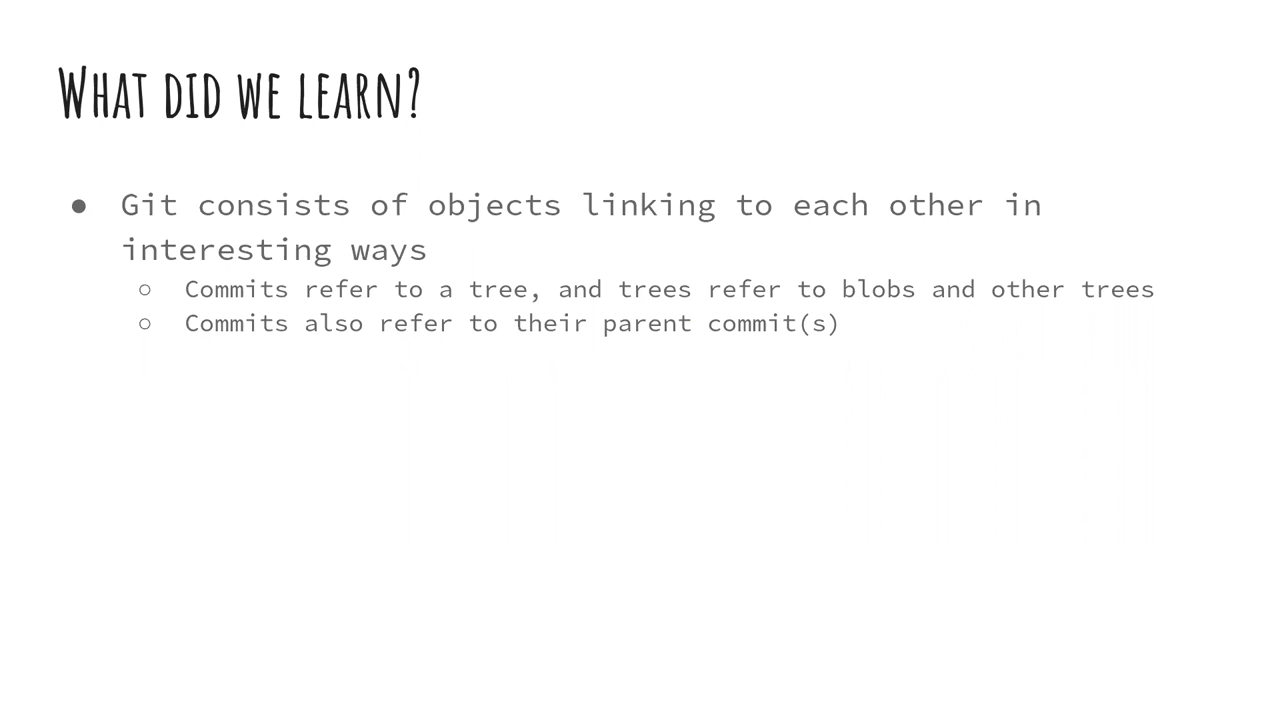 What did we learn?
● Git consists of objects linking to each other in
interesting ways
○ Commits refer to a tree, and trees refer to blobs and other trees
○ Commits also refer to their parent commit(s)